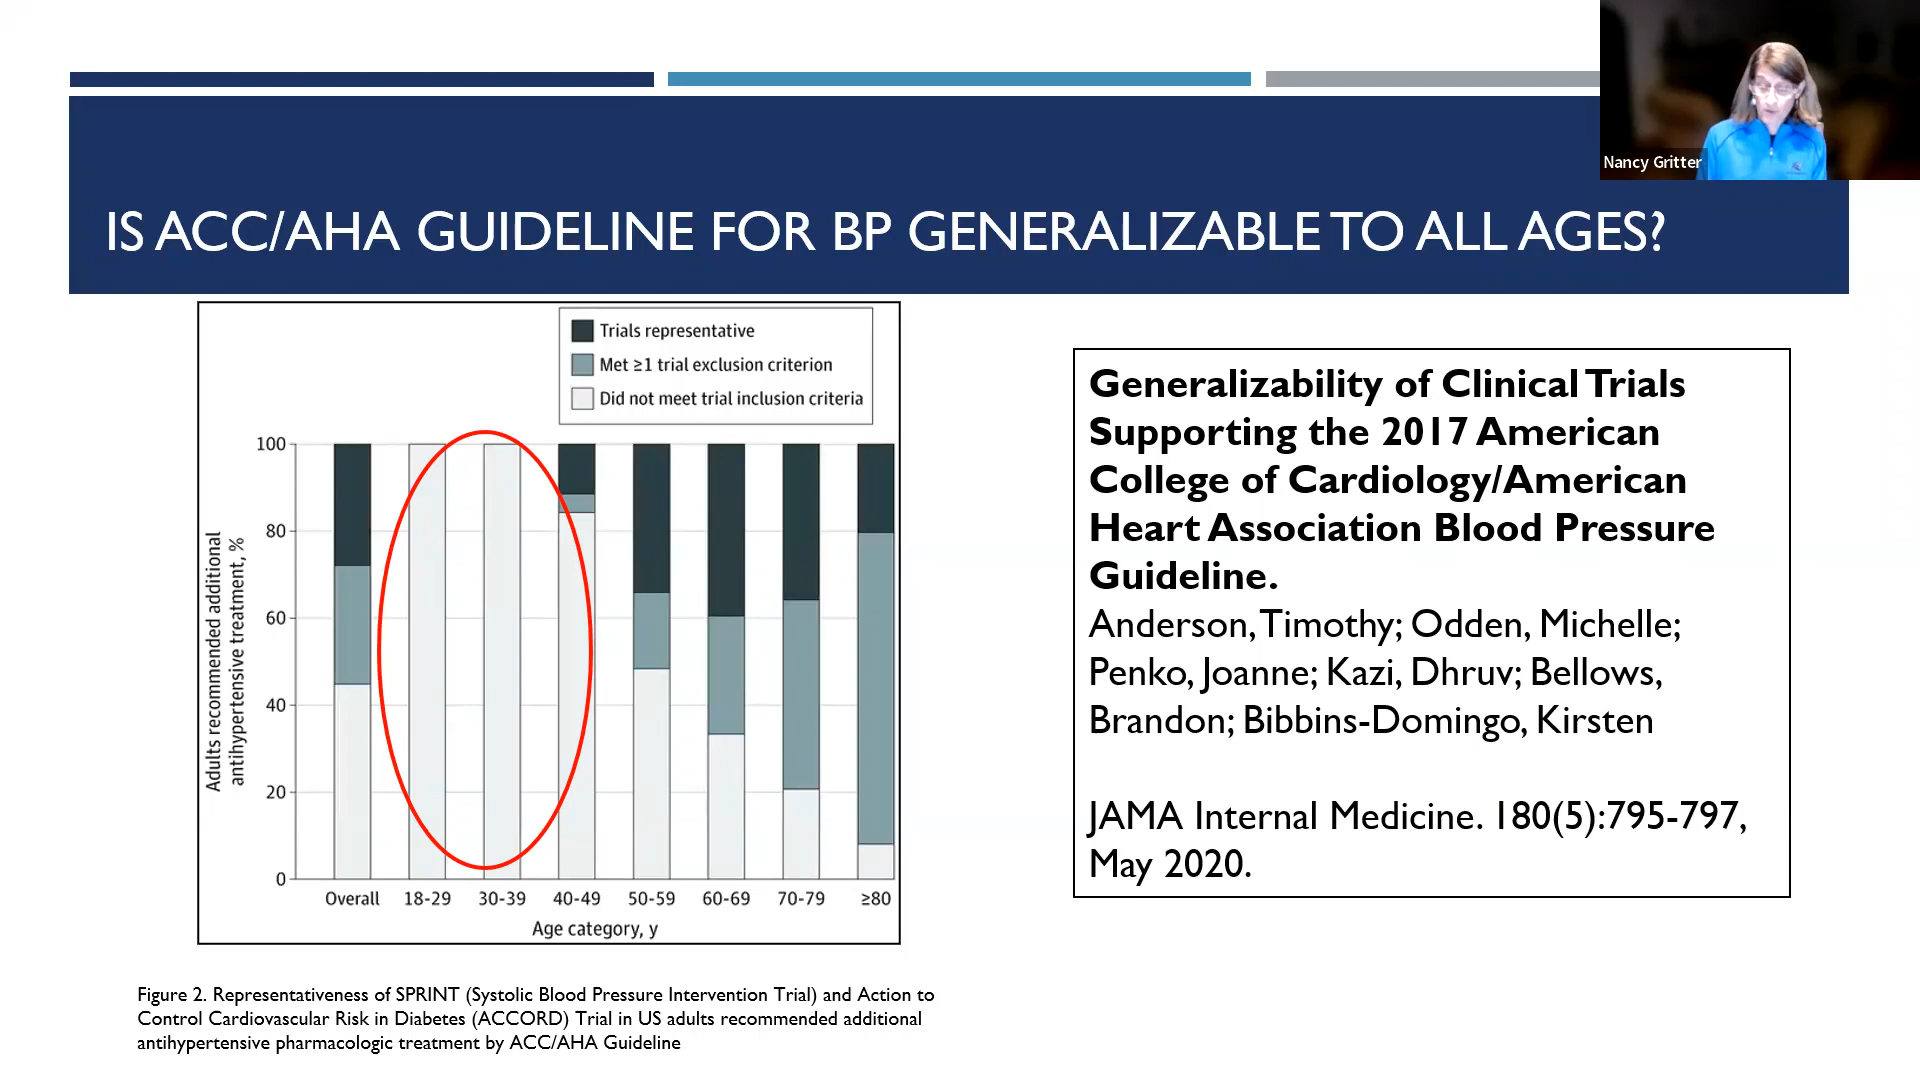 Nancy Gritter
IS ACC/AHA GUIDELINE FOR BP GENERALIZABLE TO ALL AGES?
Trials representative
Met ≥1 trial exclusion criterion
Did not meet trial inclusion criteria
Adults recommended additional
antihypertensive treatment, %
100
80
60
40
20
0
Overall 18-29 30-39 40-49 50-59 60-69 70-79 ≥80
Age category, y
Generalizability of Clinical Trials
Supporting the 2017 American
College of Cardiology/American
Heart Association Blood Pressure
Guideline.
Anderson, Timothy; Odden, Michelle;
Penko, Joanne; Kazi, Dhruv; Bellows,
Brandon; Bibbins-Domingo, Kirsten
JAMA Internal Medicine. 180(5):795-797,
May 2020.
Figure 2. Representativeness of SPRINT (Systolic Blood Pressure Intervention Trial) and Action to
Control Cardiovascular Risk in Diabetes (ACCORD) Trial in US adults recommended additional
antihypertensive pharmacologic treatment by ACC/AHA Guideline